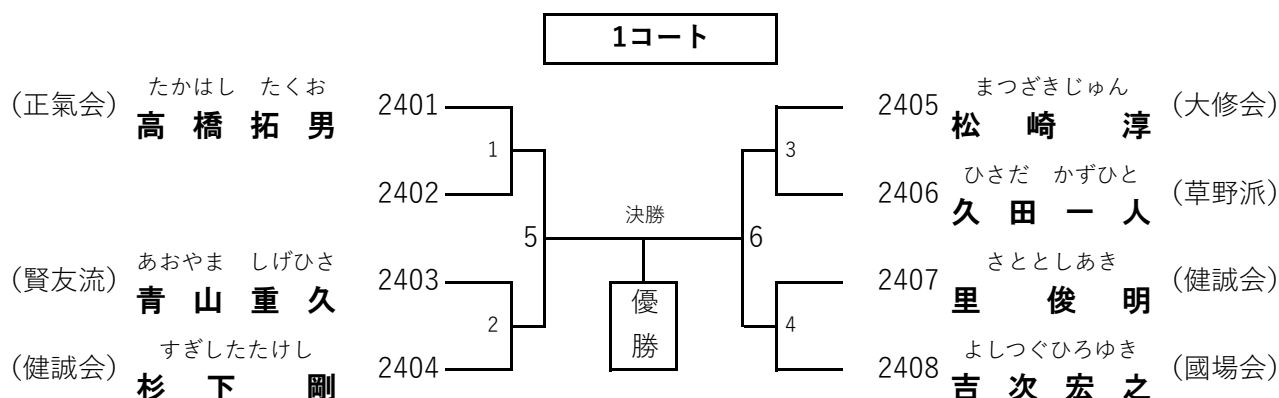 1コート
たかはし たくお
(正氣会) 高橋拓男 2401
1
2402
5
あおやま しげひさ
(賢友流) 青山重久 2403
2
すぎしたたけし
(健誠会) 杉下 剛 2404
決勝
優
勝
まつざきじゅん
2405 松崎 淳 (大修会)
3
ひさだ かずひと
2406 久田一人 (草野派)
6
さととしあき
2407 里 俊明 (健誠会)
4
よしつぐひろゆき
2408 吉次宏之 (國場会)